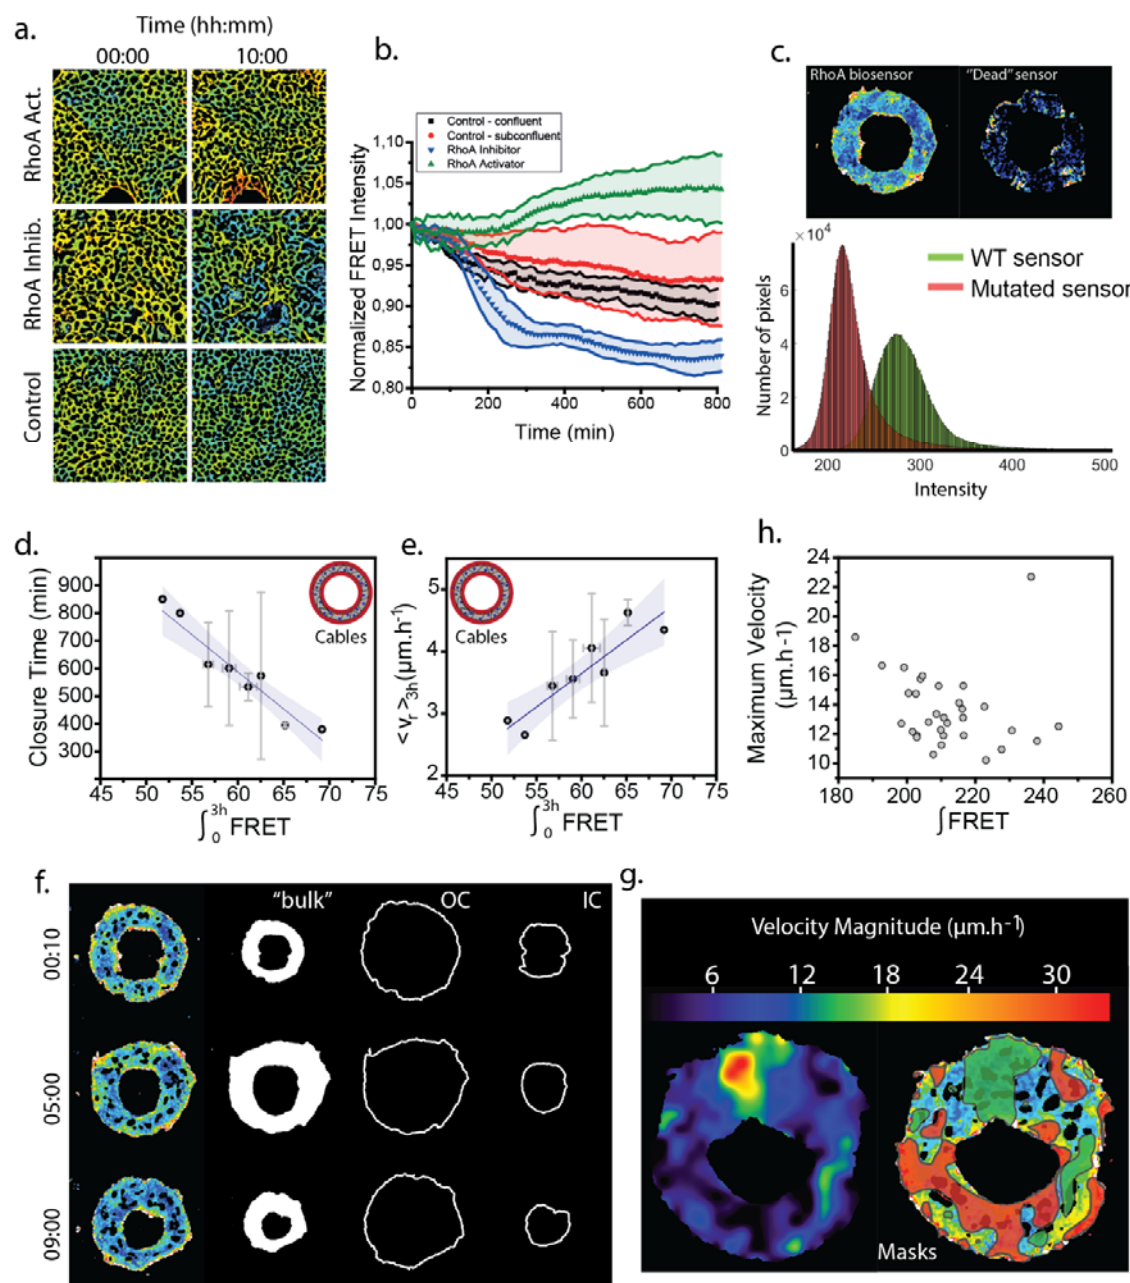 a.
Time (hh:mm)
00:00 10:00
RhoA Act.
RhoA Inhib.
Control
b.
Control - confluent
Control - subconfluent
RhoA Inhibitor
RhoA Activator
Normalized FRET Intensity
1,10
1,05
1,00
0,95
0,90
0,85
0,80
0 200 400 600 800
Time (min)
c.
RhoA biosensor
"Dead" sensor
×10⁴
WT sensor
Mutated sensor
Number of pixels
6
4
2
0
200 300 400 500
Intensity
d.
Closure Time (min)
900
800
700
600
500
400
300
Cables
45 50 55 60 65 70 75
∫₀³ʰ FRET
e.
<vᵣ>₃ₕ(µm.h⁻¹)
5
4
3
2
Cables
45 50 55 60 65 70 75
∫₀³ʰ FRET
h.
Maximum Velocity
(µm.h-1)
24
22
20
18
16
14
12
10
180 200 220 240 260
∫FRET
f.
"bulk" OC IC
00:10
05:00
09:00
g.
Velocity Magnitude (µm.h⁻¹)
6 12 18 24 30
Masks